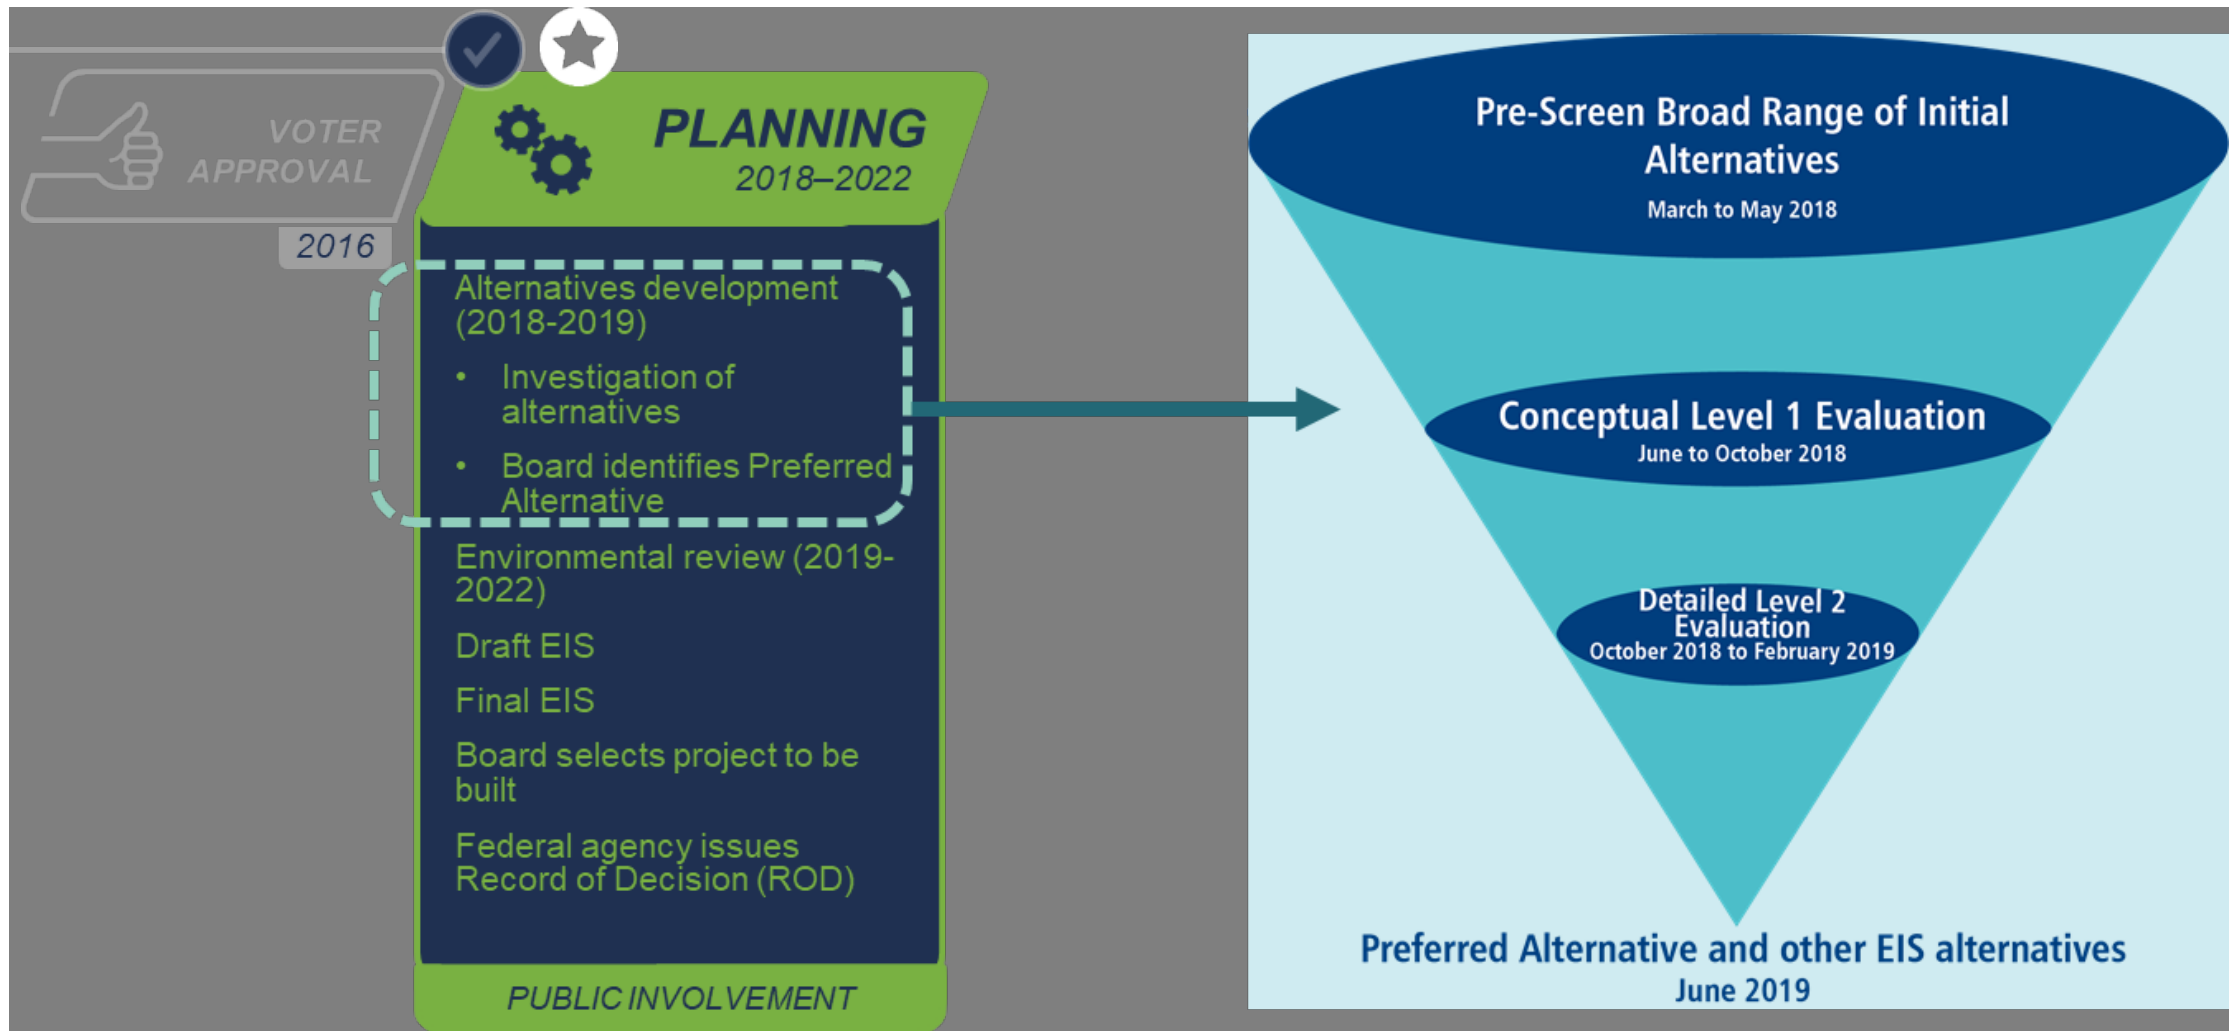 VOTER
APPROVAL
2016
PLANNING
2018–2022
Alternatives development
(2018-2019)
• Investigation of
alternatives
• Board identifies Preferred
Alternative
Environmental review (2019-
2022)
Draft EIS
Final EIS
Board selects project to be
built
Federal agency issues
Record of Decision (ROD)
PUBLIC INVOLVEMENT
Pre-Screen Broad Range of Initial
Alternatives
March to May 2018
Conceptual Level 1 Evaluation
June to October 2018
Detailed Level 2
Evaluation
October 2018 to February 2019
Preferred Alternative and other EIS alternatives
June 2019